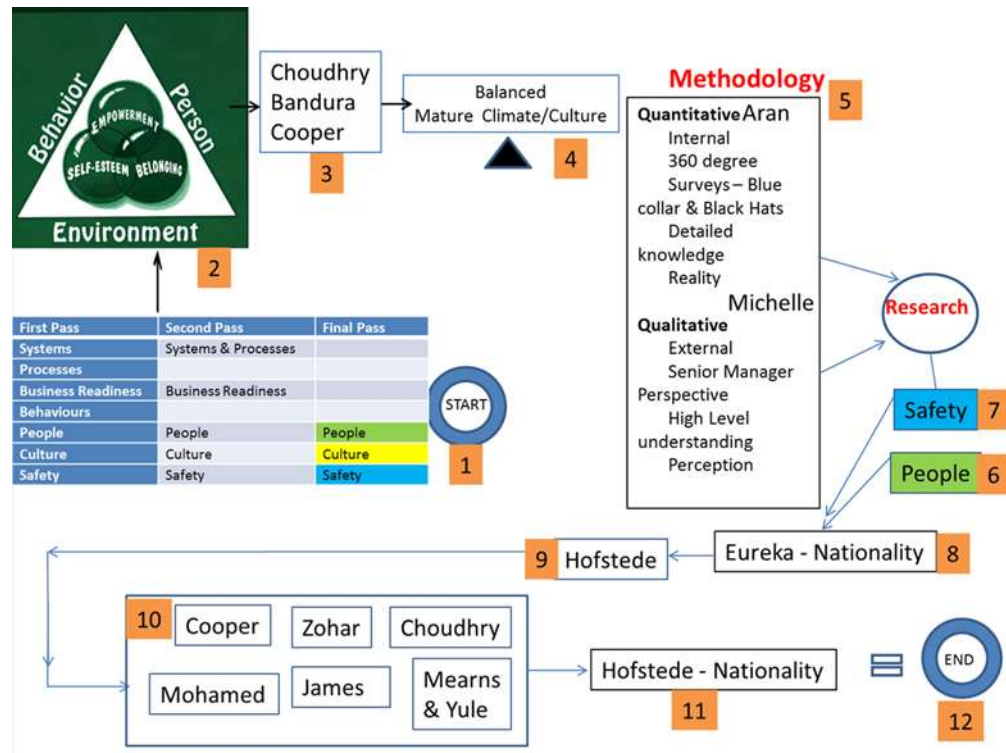 Behavior
Person
EMPOWERMENT
SELF-ESTEEM
BELONGING
Environment
2
Choudhry
Bandura
Cooper
3
Balanced
Mature Climate/Culture
4
Methodology
5
Quantitative Aran
Internal
360 degree
Surveys – Blue
collar & Black Hats
Detailed
knowledge
Reality
Michelle
Qualitative
External
Senior Manager
Perspective
High Level
understanding
Perception
Research
First Pass Second Pass Final Pass
Systems Systems & Processes
Processes
Business Readiness Business Readiness
Behaviours
People People People
Culture Culture Culture
Safety Safety Safety
START
1
Safety 7
People 6
9 Hofstede
Eureka - Nationality 8
10
Cooper Zohar Choudhry
Mohamed James Mearns
& Yule
Hofstede - Nationality
11
=
END
12